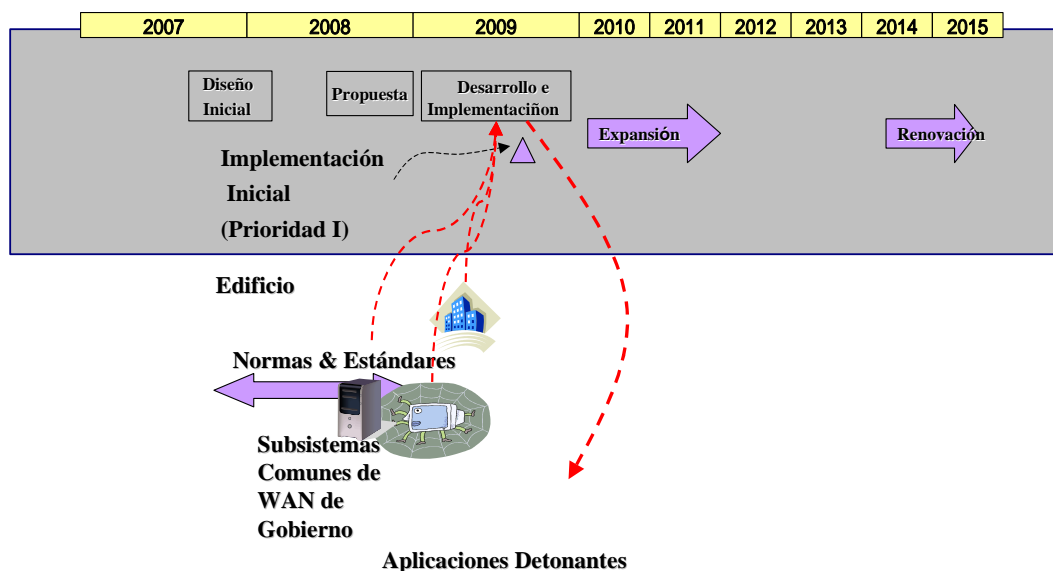 2007 2008 2009 2010 2011 2012 2013 2014 2015
Diseño
Inicial
Propuesta
Desarrollo e
Implementaciñon
Expansión
Renovación
Implementación
Inicial
(Prioridad I)
Edificio
Normas & Estándares
Subsistemas
Comunes de
WAN de
Gobierno
Aplicaciones Detonantes